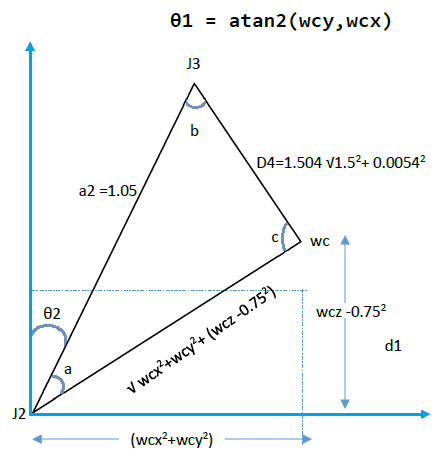 θ1 = atan2(wcy,wcx)
J3
b
D4=1.504 √1.5²+ 0.0054²
a2 =1.05
c
wc
θ2
√ wcx²+wcy²+ (wcz -0.75²)
wcz -0.75²
d1
a
J2
(wcx²+wcy²)